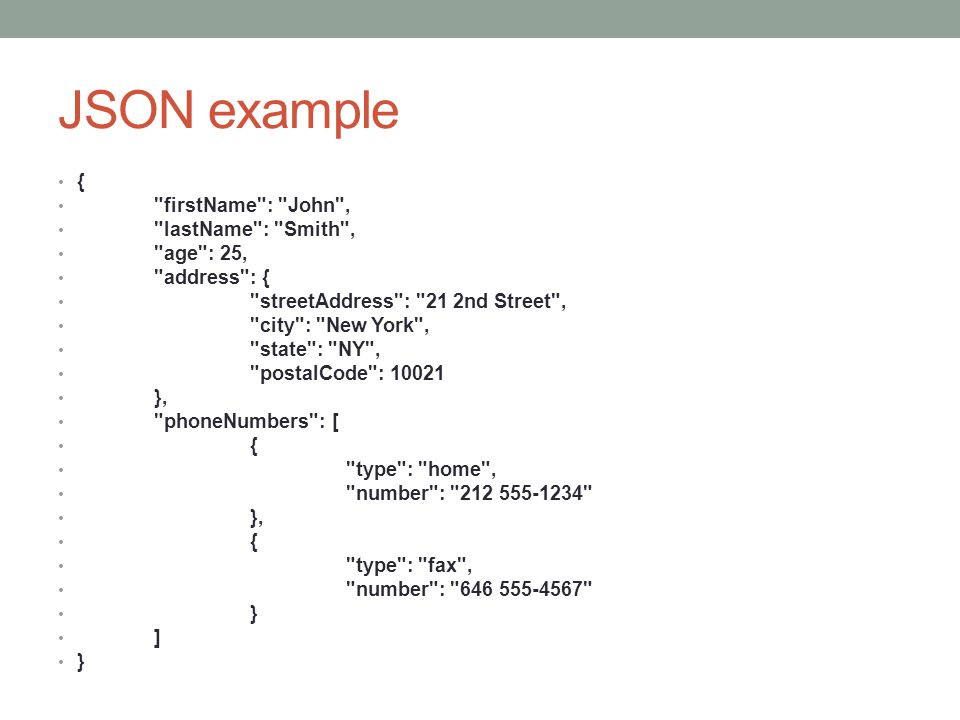 JSON example
• {
• "firstName": "John",
• "lastName": "Smith",
• "age": 25,
• "address": {
• "streetAddress": "21 2nd Street",
• "city": "New York",
• "state": "NY",
• "postalCode": 10021
• },
• "phoneNumbers": [
• {
• "type": "home",
• "number": "212 555-1234"
• },
• {
• "type": "fax",
• "number": "646 555-4567"
• }
• ]
• }